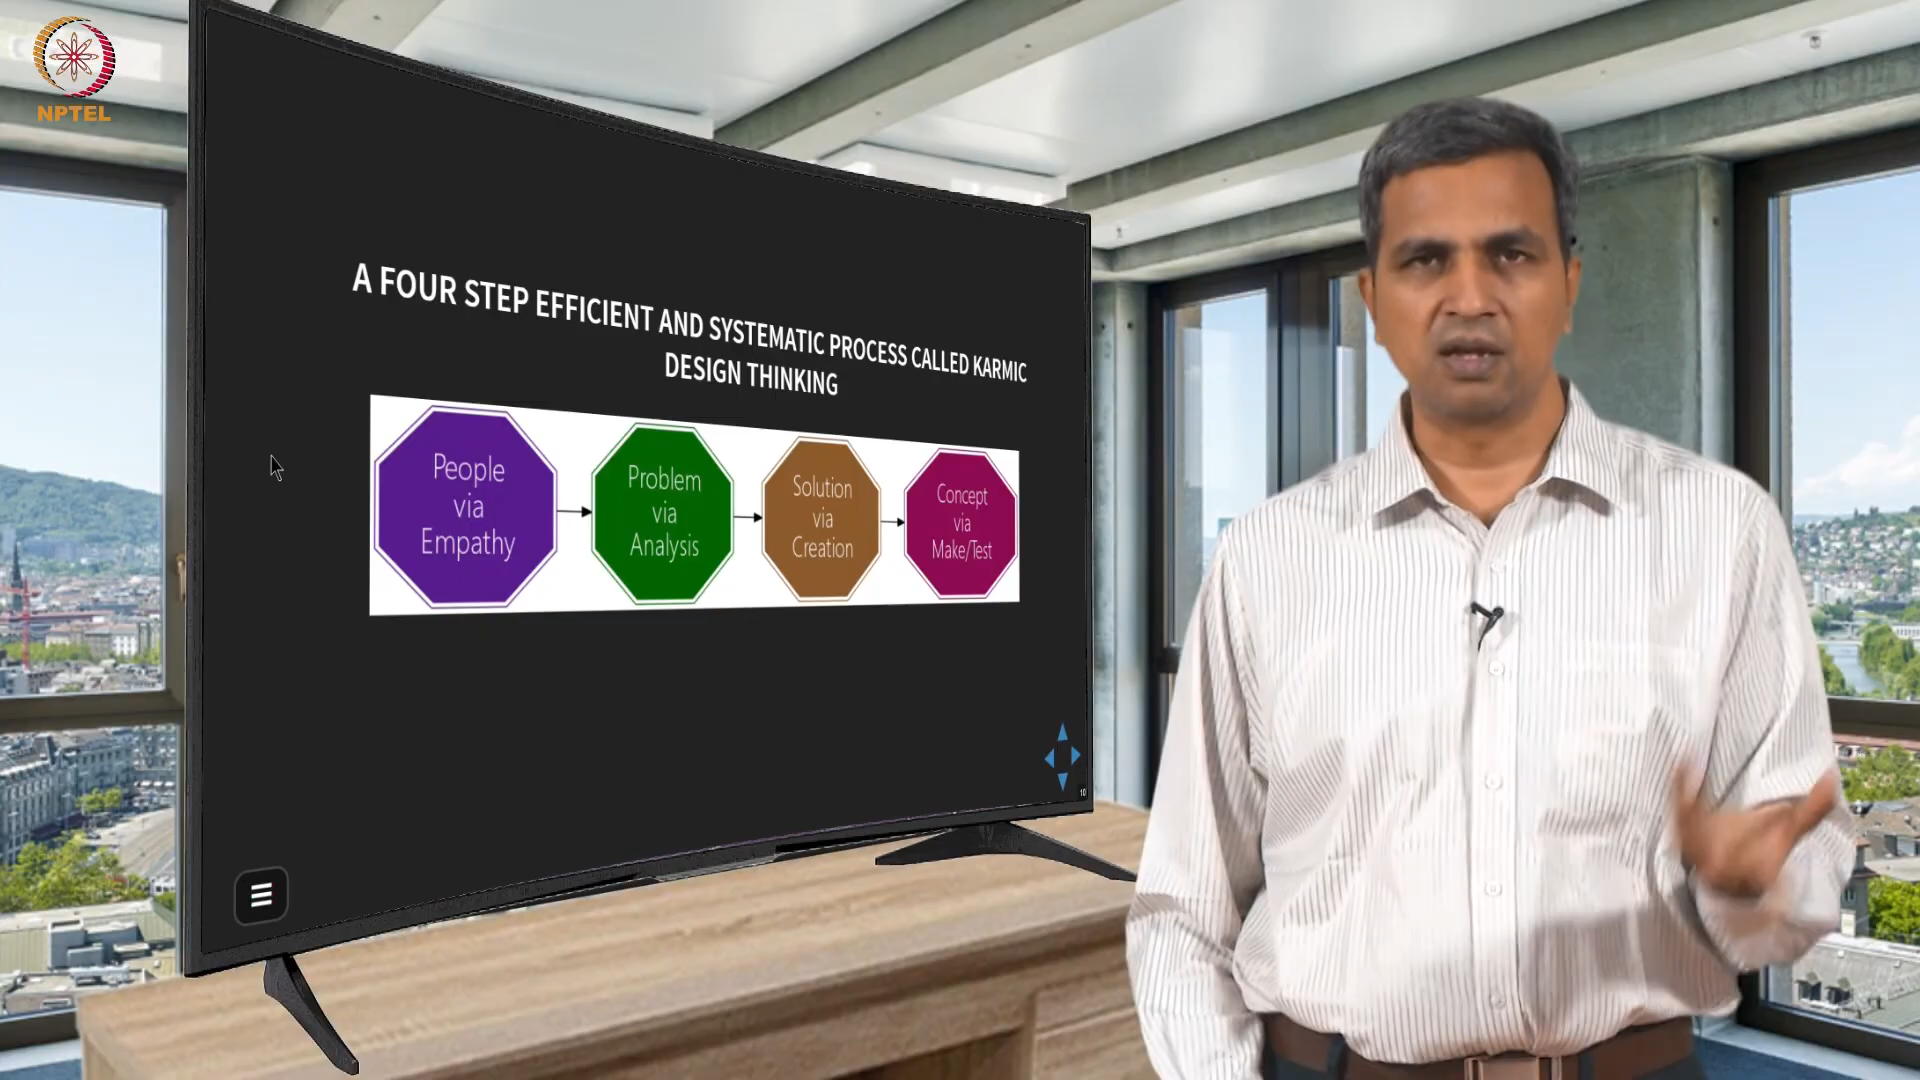 NPTEL
A FOUR STEP EFFICIENT AND SYSTEMATIC PROCESS CALLED KARMIC
DESIGN THINKING
People
via
Empathy
Problem
via
Analysis
Solution
via
Creation
Concept
via
Make/Test
10